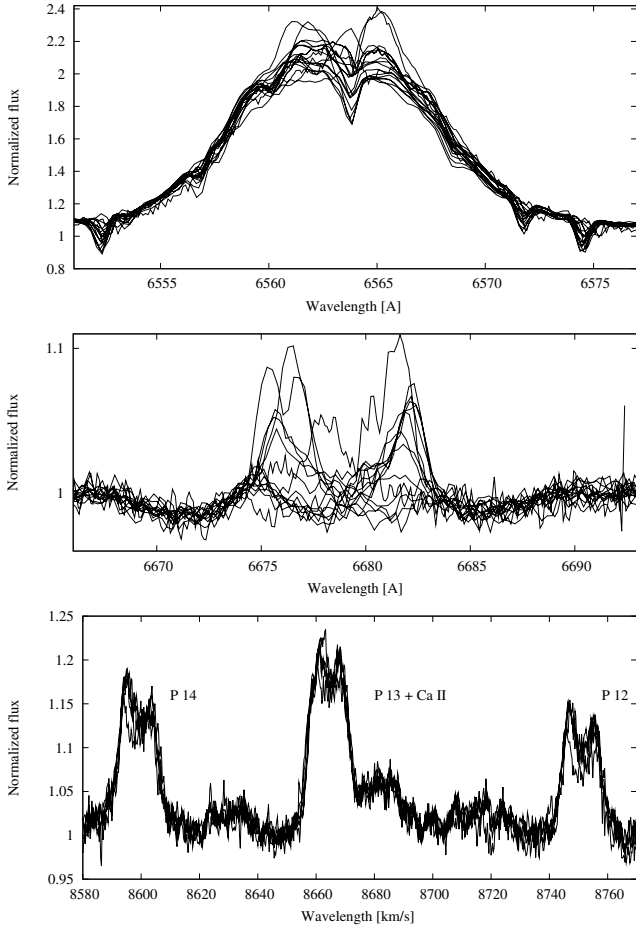 2.4
2.2
2
1.8
1.6
1.4
1.2
1
0.8
Normalized flux
6555 6560 6565 6570 6575
Wavelength [A]
1.1
1
Normalized flux
6670 6675 6680 6685 6690
Wavelength [A]
1.25
1.2
1.15
1.1
1.05
1
0.95
Normalized flux
P 14 P 13 + Ca II P 12
8580 8600 8620 8640 8660 8680 8700 8720 8740 8760
Wavelength [km/s]